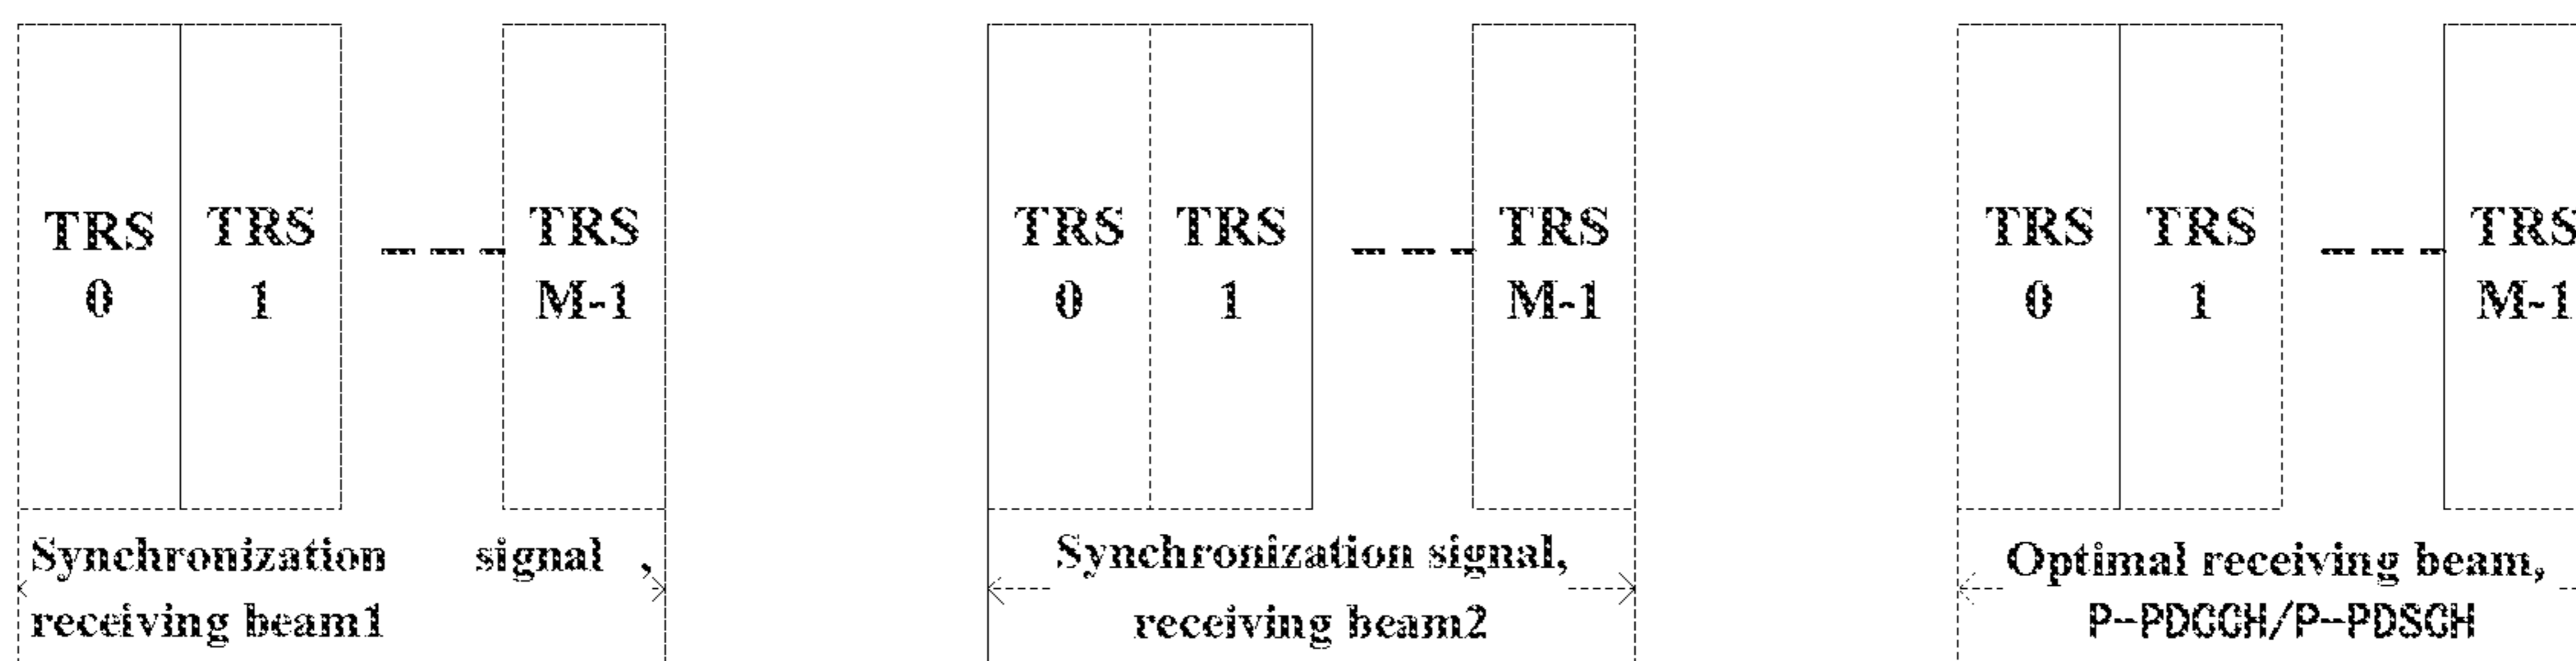 TRS
0
TRS
1
TRS
M-1
TRS
0
TRS
1
TRS
M-1
TRS
0
TRS
1
TRS
M-1
Synchronization signal ,
receiving beam1
Synchronization signal,
receiving beam2
Optimal receiving beam,
P-PDCCH/P-PDSCH